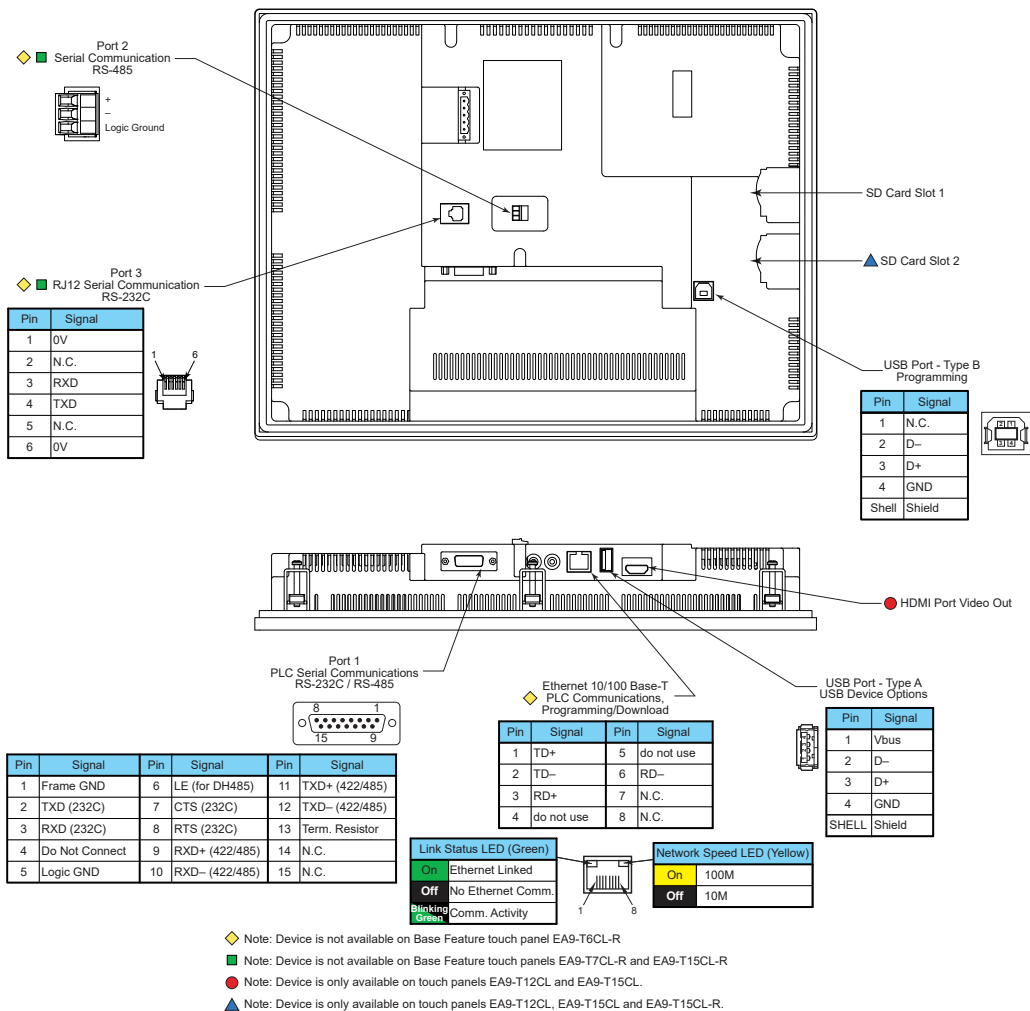 Port 2
Serial Communication
RS-485
+
–
Logic Ground
SD Card Slot 1
SD Card Slot 2
Port 3
RJ12 Serial Communication
RS-232C
Pin Signal
1 0V
2 N.C.
3 RXD
4 TXD
5 N.C.
6 0V
1 6
USB Port - Type B
Programming
Pin Signal
1 N.C.
2 D–
3 D+
4 GND
Shell Shield
2 1
3 4
HDMI Port Video Out
Port 1
PLC Serial Communications
RS-232C / RS-485
8 1
15 9
Pin Signal Pin Signal Pin Signal
1 Frame GND 6 LE (for DH485) 11 TXD+ (422/485)
2 TXD (232C) 7 CTS (232C) 12 TXD– (422/485)
3 RXD (232C) 8 RTS (232C) 13 Term. Resistor
4 Do Not Connect 9 RXD+ (422/485) 14 N.C.
5 Logic GND 10 RXD– (422/485) 15 N.C.
Ethernet 10/100 Base-T
PLC Communications,
Programming/Download
Pin Signal Pin Signal
1 TD+ 5 do not use
2 TD– 6 RD–
3 RD+ 7 N.C.
4 do not use 8 N.C.
USB Port - Type A
USB Device Options
Pin Signal
1 Vbus
2 D–
3 D+
4 GND
SHELL Shield
Link Status LED (Green)
On Ethernet Linked
Off No Ethernet Comm.
Blinking
Green Comm. Activity
1 8
Network Speed LED (Yellow)
On 100M
Off 10M
Note: Device is not available on Base Feature touch panel EA9-T6CL-R
Note: Device is not available on Base Feature touch panels EA9-T7CL-R and EA9-T15CL-R
Note: Device is only available on touch panels EA9-T12CL and EA9-T15CL.
Note: Device is only available on touch panels EA9-T12CL, EA9-T15CL and EA9-T15CL-R.